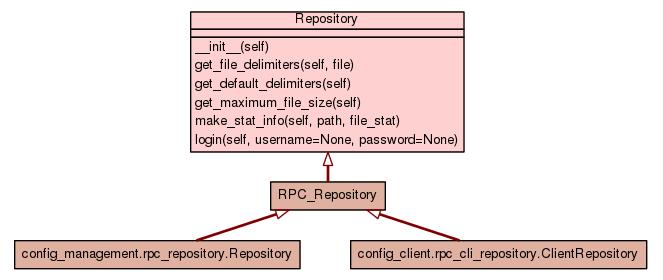 Repository
__init__(self)
get_file_delimiters(self, file)
get_default_delimiters(self)
get_maximum_file_size(self)
make_stat_info(self, path, file_stat)
login(self, username=None, password=None)
RPC_Repository
config_management.rpc_repository.Repository
config_client.rpc_cli_repository.ClientRepository